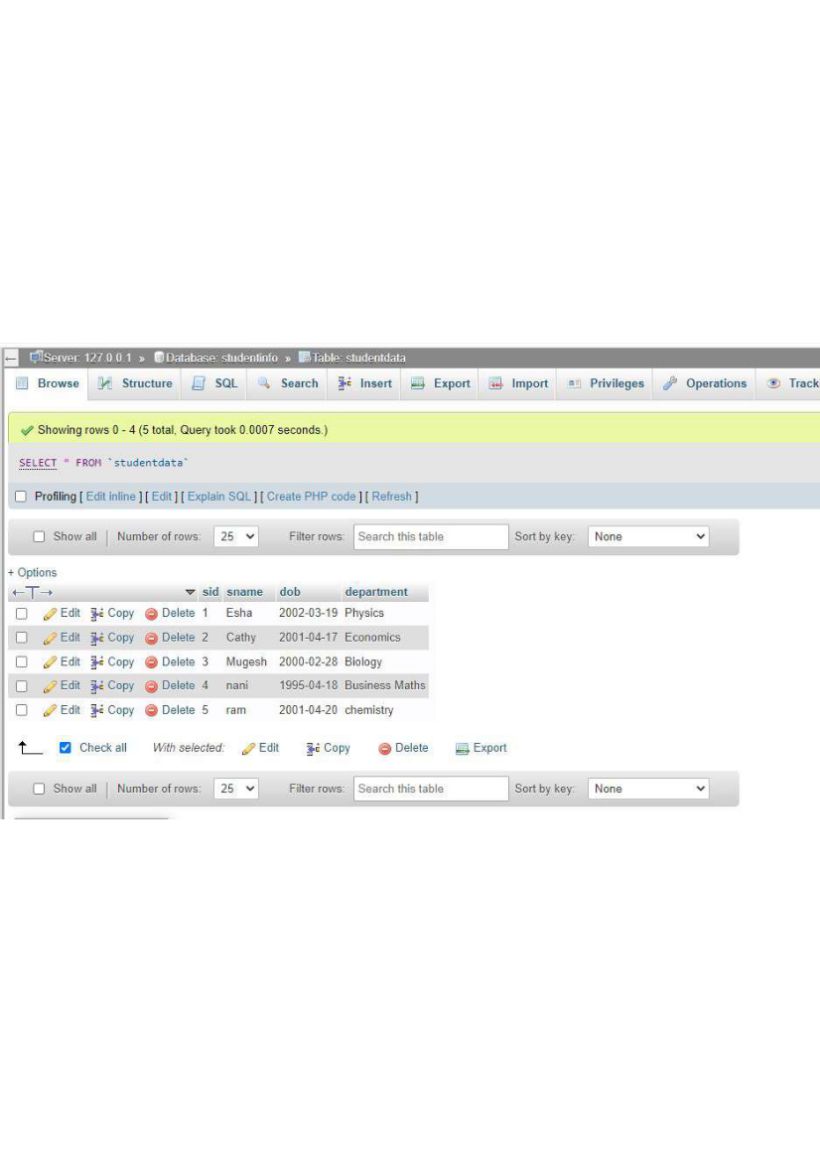 ← Server: 127.0.0.1 » Database: studentinfo » Table: studentdata
Browse Structure SQL Search Insert Export Import Privileges Operations Track
Showing rows 0 - 4 (5 total, Query took 0.0007 seconds.)
SELECT * FROM `studentdata`
Profiling [ Edit inline ] [ Edit ] [ Explain SQL ] [ Create PHP code ] [ Refresh ]
Show all | Number of rows: 25 Filter rows: Search this table Sort by key: None
+ Options
←T→ sid sname dob department
Edit Copy Delete 1 Esha 2002-03-19 Physics
Edit Copy Delete 2 Cathy 2001-04-17 Economics
Edit Copy Delete 3 Mugesh 2000-02-28 Biology
Edit Copy Delete 4 nani 1995-04-18 Business Maths
Edit Copy Delete 5 ram 2001-04-20 chemistry
Check all With selected: Edit Copy Delete Export
Show all | Number of rows: 25 Filter rows: Search this table Sort by key: None